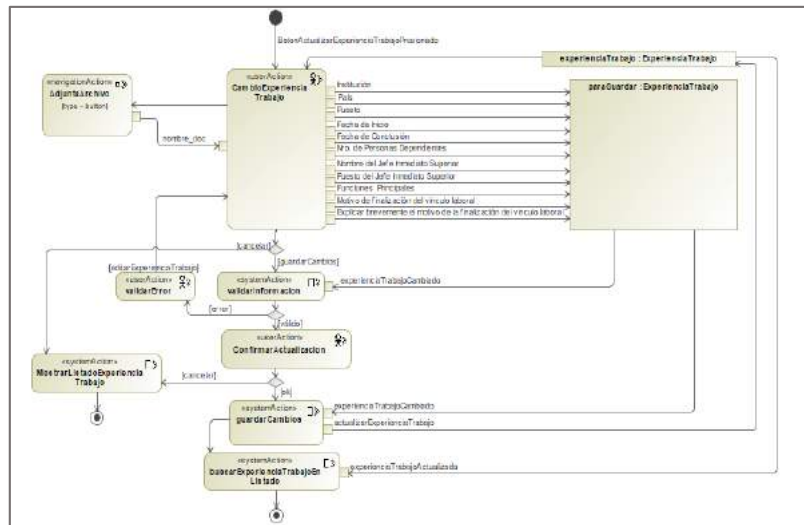 BotonActualizarExperienciaTrabajoPresionado
«navigationAction»
AdjuntaArchivo
{type = button}
nombre_doc
«userAction»
CambioExperiencia
Trabajo
experienciaTrabajo : ExperienciaTrabajo
paraGuardar : ExperienciaTrabajo
Institución
País
Puesto
Fecha de Inicio
Fecha de Conclusión
Nro. de Personas Dependientes
Nombre del Jefe Inmediato Superior
Puesto del Jefe Inmediato Superior
Funciones Principales
Motivo de finalización del vínculo laboral
Explicar brevemente el motivo de la finalización del vínculo laboral
[cancelar]
[guardarCambios]
[editarExperienciaTrabajo]
«userAction»
validarError
«systemAction»
validarInformacion
experienciaTrabajoCambiado
[error]
[válido]
«userAction»
ConfirmarActualizacion
«systemAction»
MostrarListadoExperiencia
Trabajo
[cancelar]
[ok]
«systemAction»
guardarCambios
experienciaTrabajoCambiado
actualizarExperienciaTrabajo
«systemAction»
buscarExperienciaTrabajoEn
Listado
experienciaTrabajoActualizada